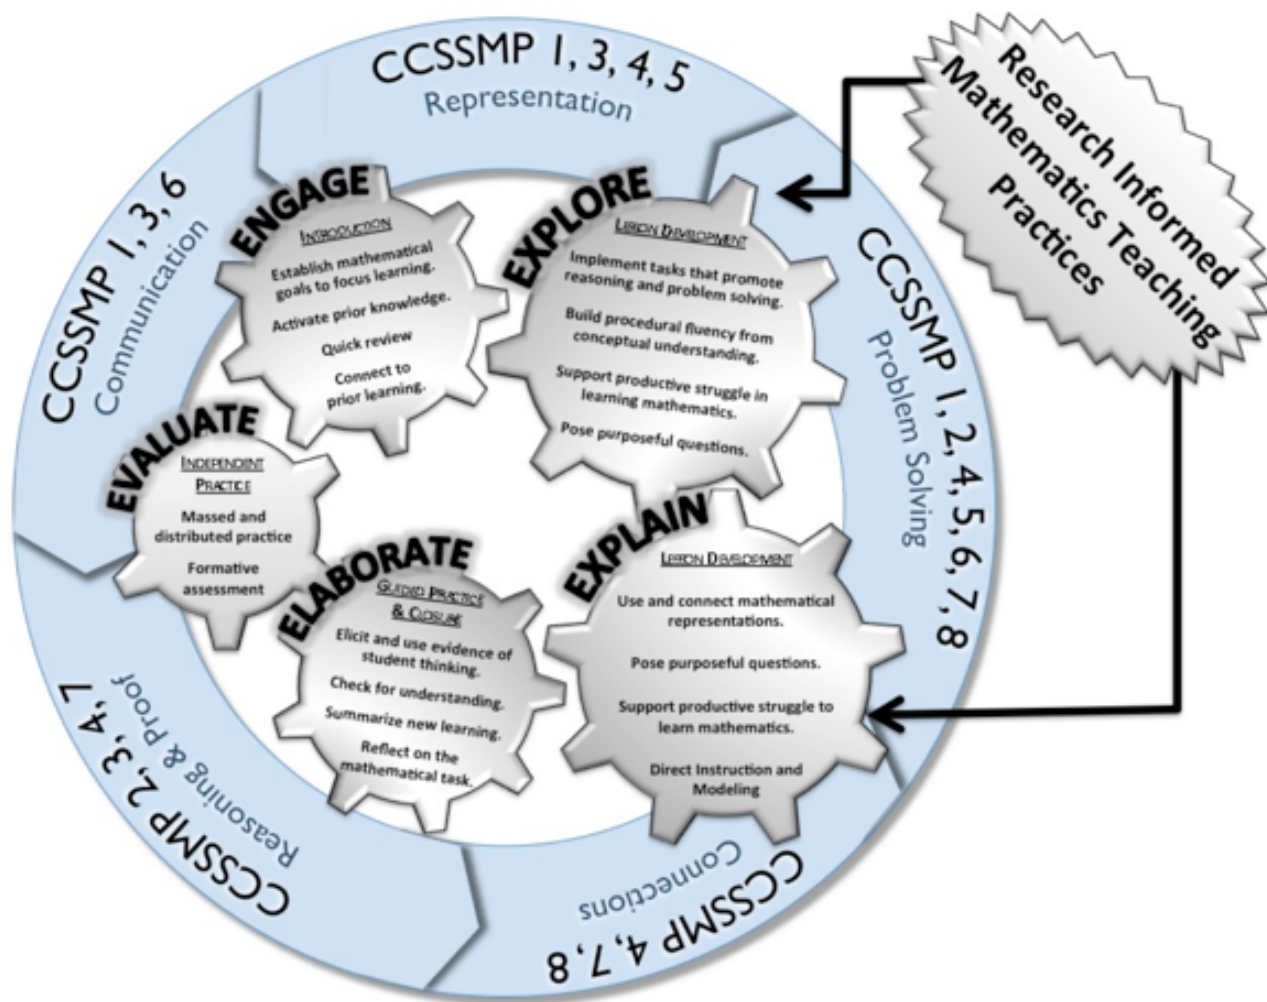 CCSSMP 1, 3, 4, 5
Representation
Research Informed
Mathematics Teaching
Practices
CCSSMP 1, 2, 4, 5, 6, 7, 8
Problem Solving
CCSSMP 4, 7, 8
Connections
CCSSMP 2, 3, 4, 7
Reasoning & Proof
CCSSMP 1, 3, 6
Communication
ENGAGE
INTRODUCTION
Establish mathematical
goals to focus learning.
Activate prior knowledge.
Quick review
Connect to
prior learning.
EXPLORE
LESSON DEVELOPMENT
Implement tasks that promote
reasoning and problem solving.
Build procedural fluency from
conceptual understanding.
Support productive struggle in
learning mathematics.
Pose purposeful questions.
EXPLAIN
LESSON DEVELOPMENT
Use and connect mathematical
representations.
Pose purposeful questions.
Support productive struggle to
learn mathematics.
Direct Instruction and
Modeling
ELABORATE
GUIDED PRACTICE
& CLOSURE
Elicit and use evidence of
student thinking.
Check for understanding.
Summarize new learning.
Reflect on the
mathematical task.
EVALUATE
INDEPENDENT
PRACTICE
Massed and
distributed practice
Formative
assessment